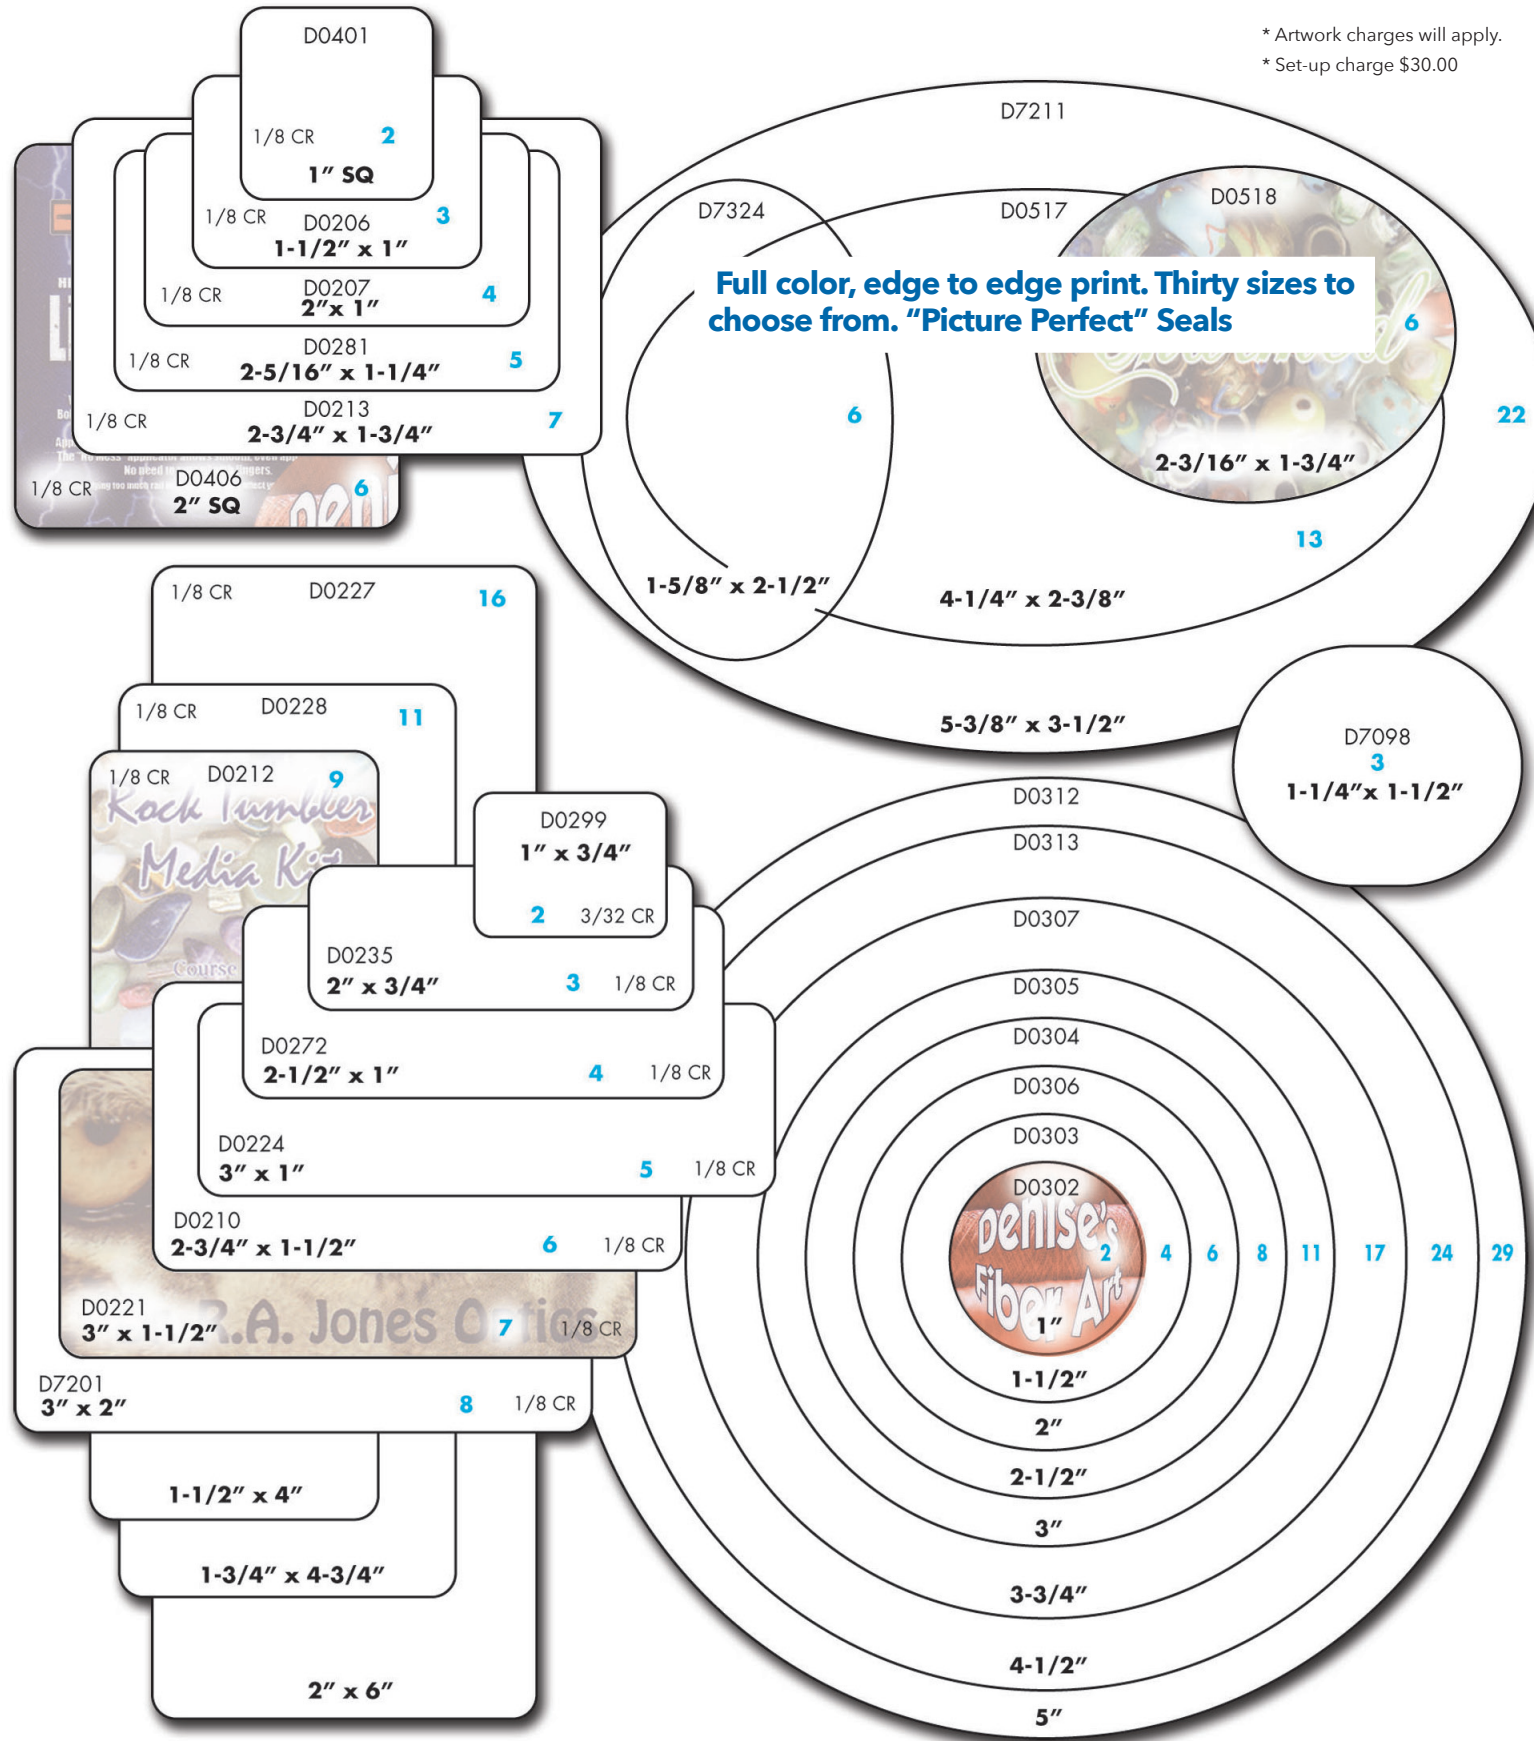 * Artwork charges will apply.
* Set-up charge $30.00
D0401
1/8 CR 2
1″ SQ
1/8 CR D0206 3
1-1/2″ x 1″
1/8 CR D0207 4
2″x 1″
1/8 CR D0281 5
2-5/16″ x 1-1/4″
1/8 CR D0213 7
2-3/4″ x 1-3/4″
No need to
1/8 CR D0406 6
2″ SQ
D7211
D7324 D0517 D0518
Full color, edge to edge print. Thirty sizes to
choose from. “Picture Perfect” Seals
6
6
22
2-3/16″ x 1-3/4″
13
1-5/8″ x 2-1/2″
4-1/4″ x 2-3/8″
5-3/8″ x 3-1/2″
D7098
3
1-1/4″x 1-1/2″
1/8 CR D0227 16
1/8 CR D0228 11
1/8 CR D0212 9
Rock Tumbler
Media Kit
Course
D0299
1″ x 3/4″
2 3/32 CR
D0235
2″ x 3/4″ 3 1/8 CR
D0272
2-1/2″ x 1″ 4 1/8 CR
D0224
3″ x 1″ 5 1/8 CR
D0210
2-3/4″ x 1-1/2″ 6 1/8 CR
D0221
3″ x 1-1/2″ R.A. Jones Optics 7 1/8 CR
D7201
3″ x 2″ 8 1/8 CR
1-1/2″ x 4″
1-3/4″ x 4-3/4″
2″ x 6″
D0312
D0313
D0307
D0305
D0304
D0306
D0303
D0302
Denise's
Fiber Art
2 4 6 8 11 17 24 29
1″
1-1/2″
2″
2-1/2″
3″
3-3/4″
4-1/2″
5″